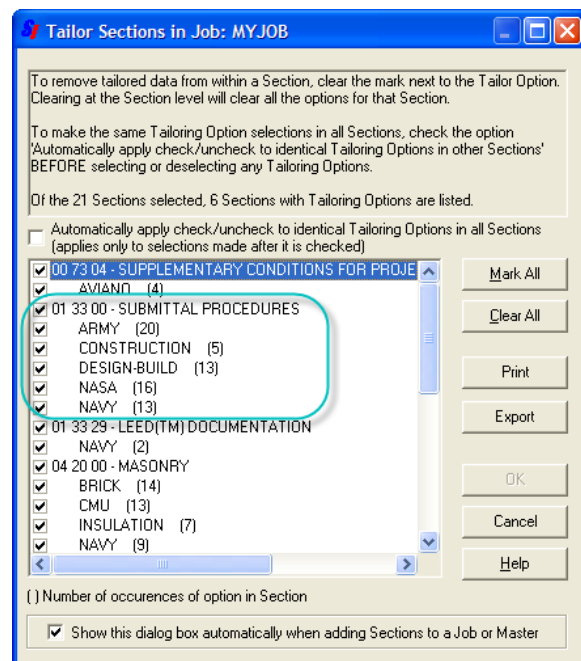 Tailor Sections in Job: MYJOB
To remove tailored data from within a Section, clear the mark next to the Tailor Option.
Clearing at the Section level will clear all the options for that Section.
To make the same Tailoring Option selections in all Sections, check the option
'Automatically apply check/uncheck to identical Tailoring Options in other Sections'
BEFORE selecting or deselecting any Tailoring Options.
Of the 21 Sections selected, 6 Sections with Tailoring Options are listed.
Automatically apply check/uncheck to identical Tailoring Options in all Sections
(applies only to selections made after it is checked)
00 73 04 - SUPPLEMENTARY CONDITIONS FOR PROJE
AVIANO (4)
01 33 00 - SUBMITTAL PROCEDURES
ARMY (20)
CONSTRUCTION (5)
DESIGN-BUILD (13)
NASA (16)
NAVY (13)
01 33 29 - LEED(TM) DOCUMENTATION
NAVY (2)
04 20 00 - MASONRY
BRICK (14)
CMU (13)
INSULATION (7)
NAVY (9)
Mark All
Clear All
Print
Export
OK
Cancel
Help
( ) Number of occurences of option in Section
Show this dialog box automatically when adding Sections to a Job or Master